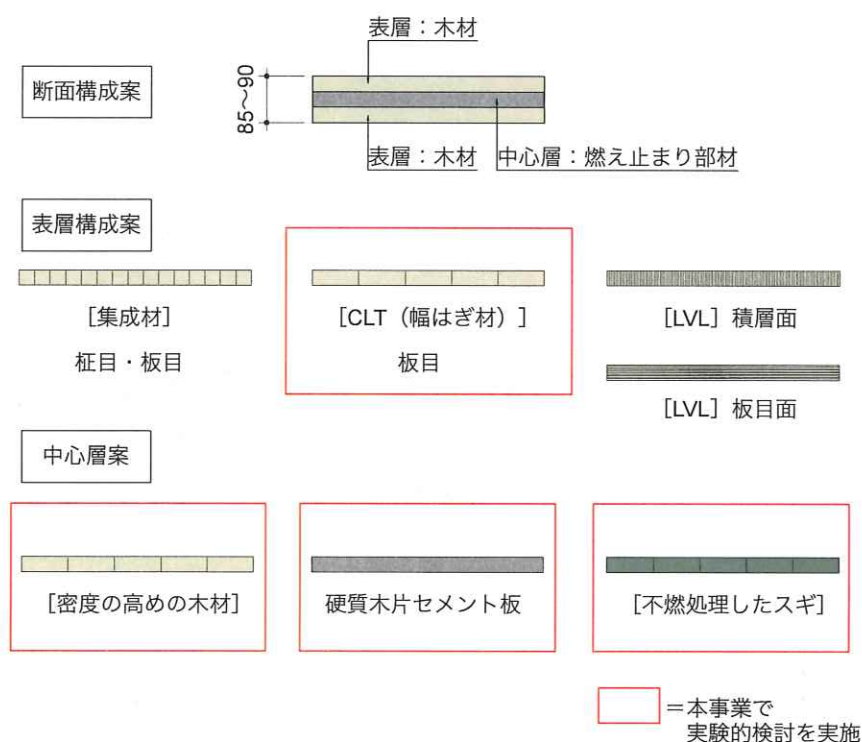 表層：木材
断面構成案
85〜90
表層：木材
中心層：燃え止まり部材
表層構成案
［集成材］
柾目・板目
［CLT（幅はぎ材）］
板目
［LVL］積層面
［LVL］板目面
中心層案
［密度の高めの木材］
硬質木片セメント板
［不燃処理したスギ］
＝本事業で
実験的検討を実施